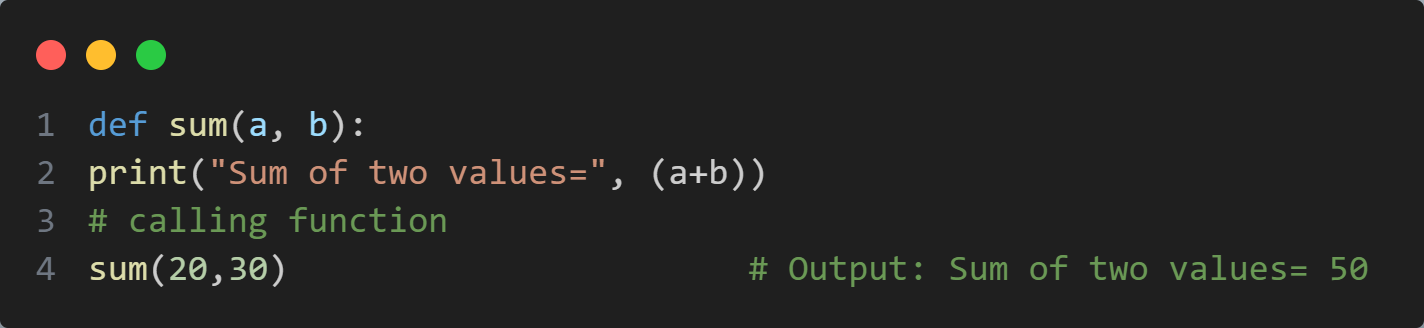 1 def sum(a, b):
2 print("Sum of two values=", (a+b))
3 # calling function
4 sum(20,30) # Output: Sum of two values= 50